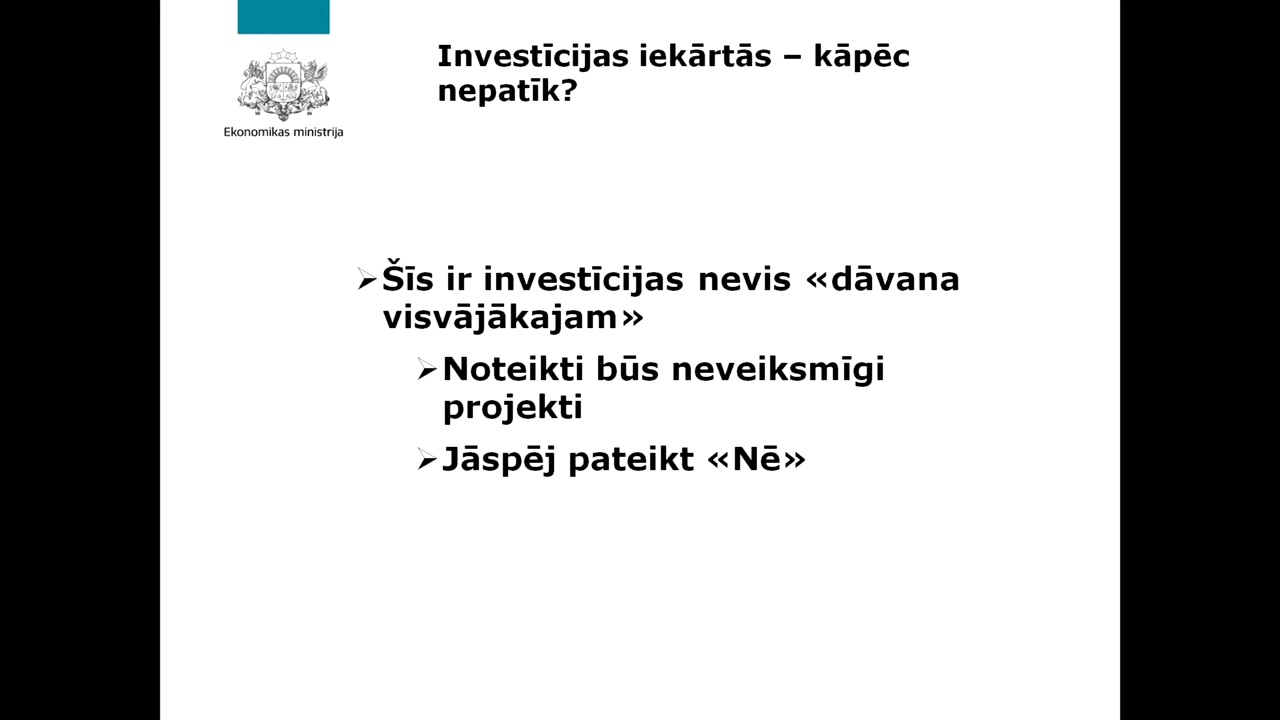 Ekonomikas ministrija
Investīcijas iekārtās – kāpēc
nepatīk?
Šīs ir investīcijas nevis «dāvana
visvājākajam»
Noteikti būs neveiksmīgi
projekti
Jāspēj pateikt «Nē»